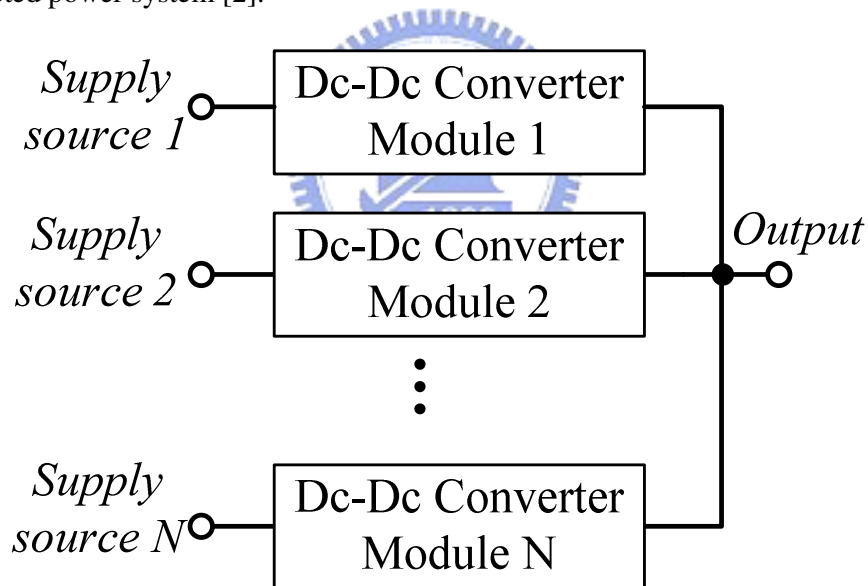 ted power system [2].
Supply
source 1
Dc-Dc Converter
Module 1
Supply
source 2
Dc-Dc Converter
Module 2
Output
Supply
source N
Dc-Dc Converter
Module N